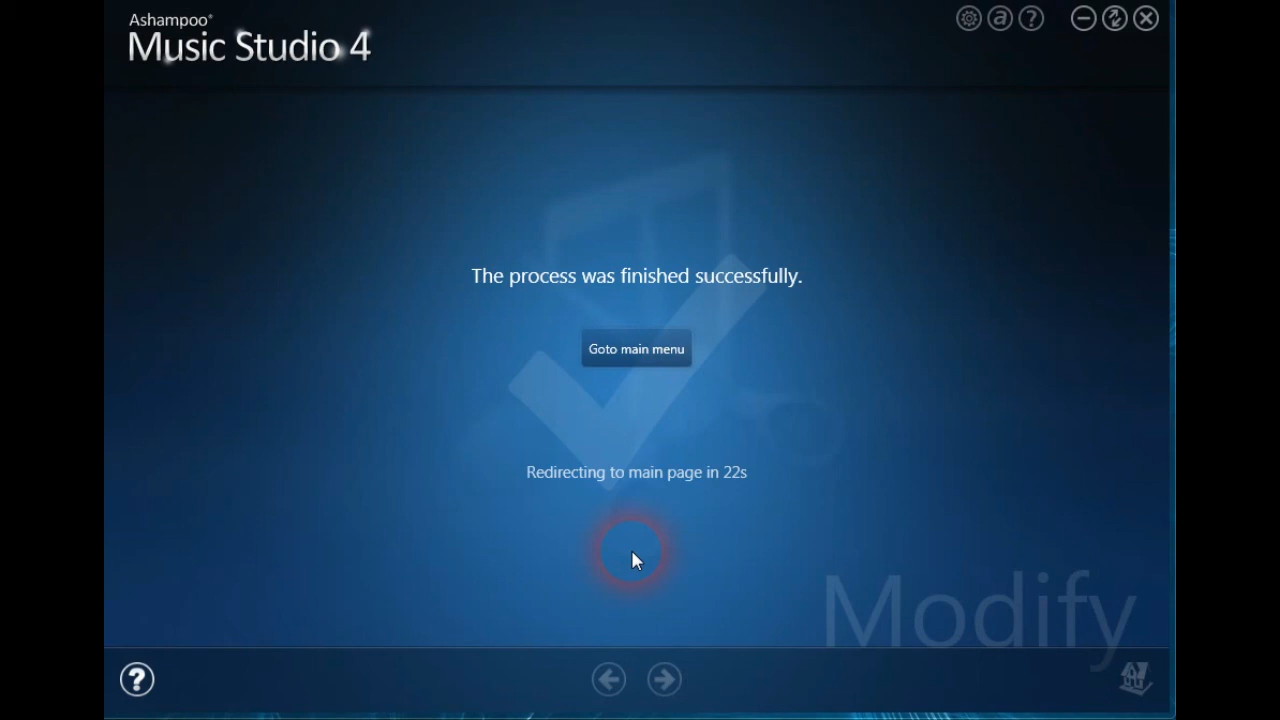 Ashampoo®
Music Studio 4
a ?
The process was finished successfully.
Goto main menu
Redirecting to main page in 22s
Modify
?